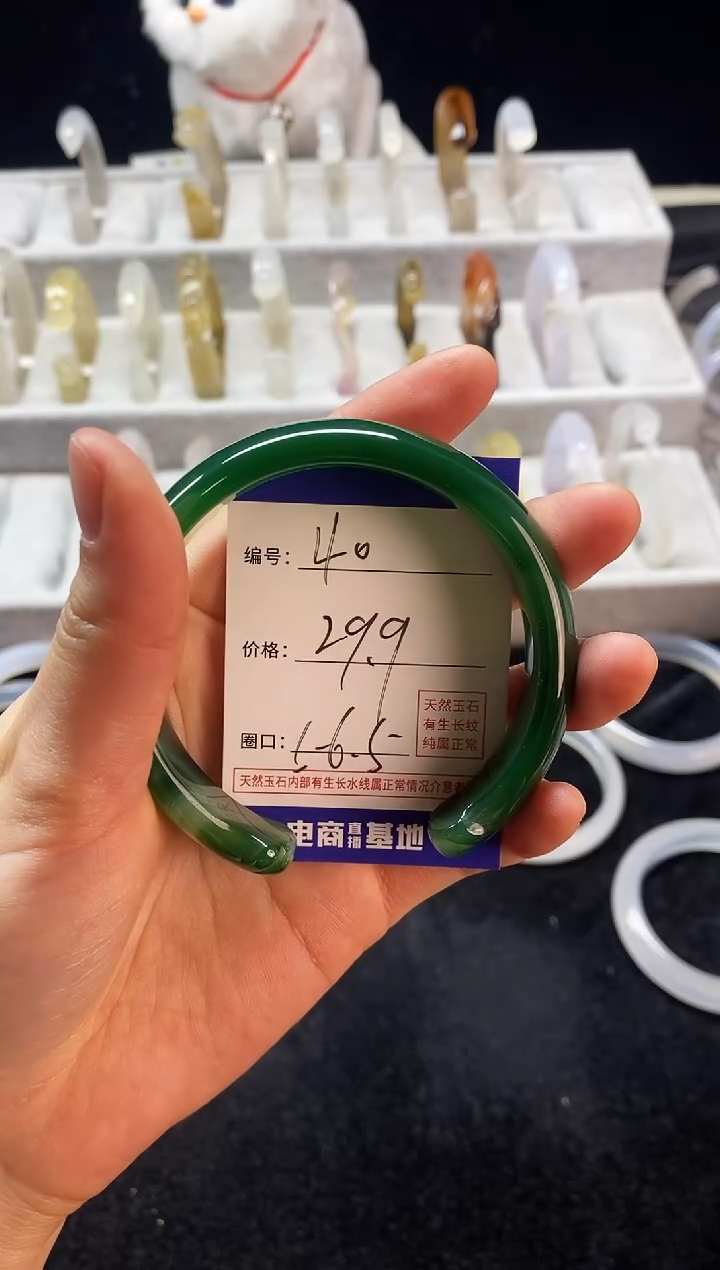 编号: 40
价格: 29.9
圈口: 56.5
天然玉石
有生长纹
纯属正常
天然玉石内部有生长水线属正常情况介意
电商直播基地